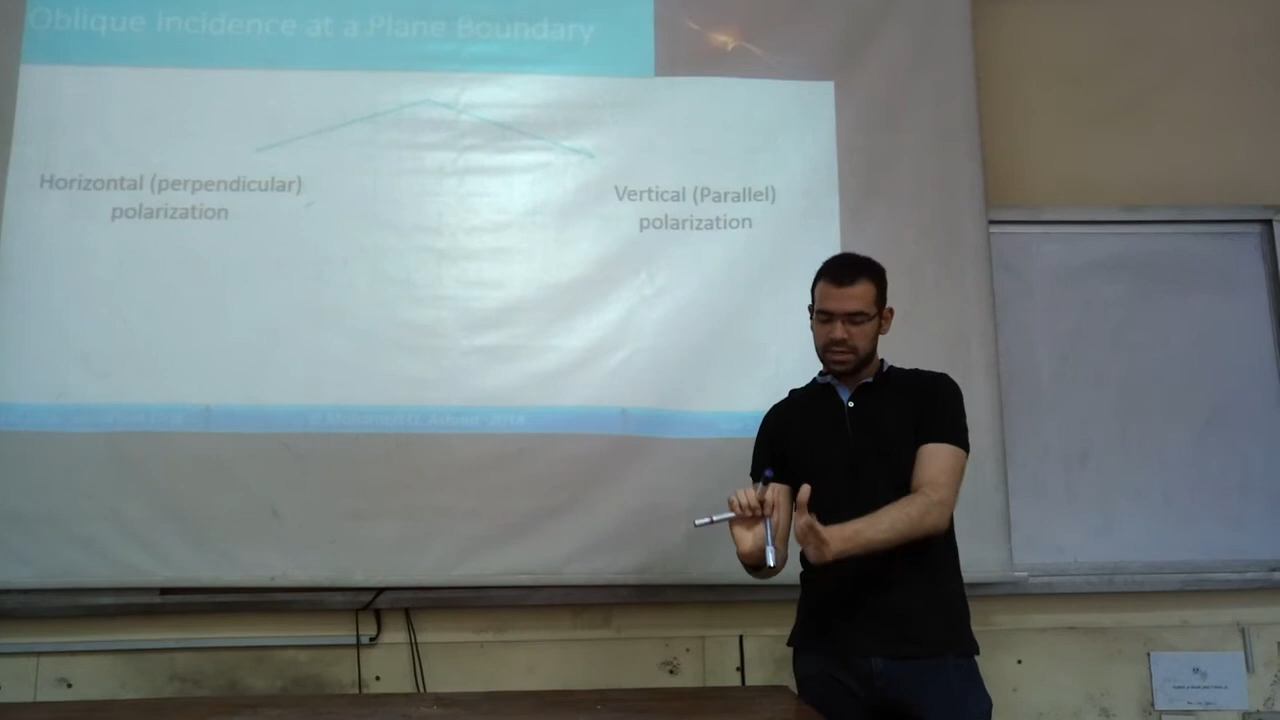 Oblique Incidence at a Plane Boundary
Horizontal (perpendicular)
polarization
Vertical (Parallel)
polarization